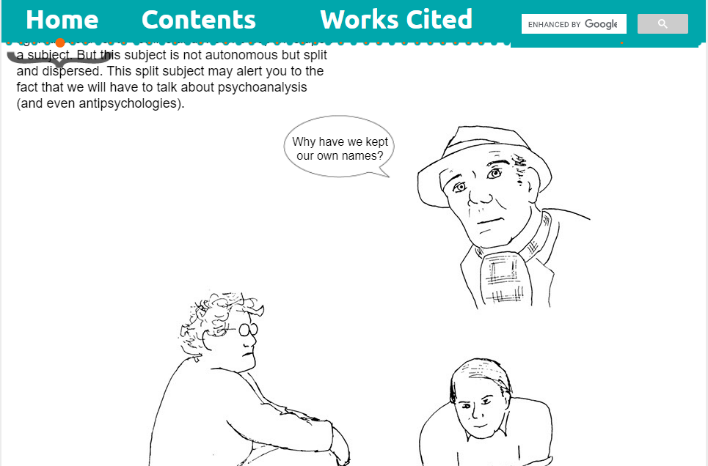 Home
Contents
Works Cited
ENHANCED BY Google
a subject. But this subject is not autonomous but split
and dispersed. This split subject may alert you to the
fact that we will have to talk about psychoanalysis
(and even antipsychologies).
Why have we kept
our own names?